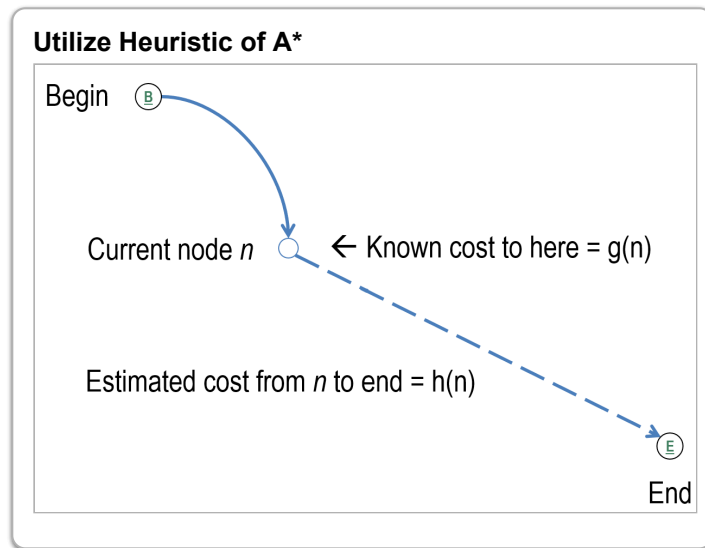 Utilize Heuristic of A*
Begin B
Current node n ← Known cost to here = g(n)
Estimated cost from n to end = h(n)
E
End